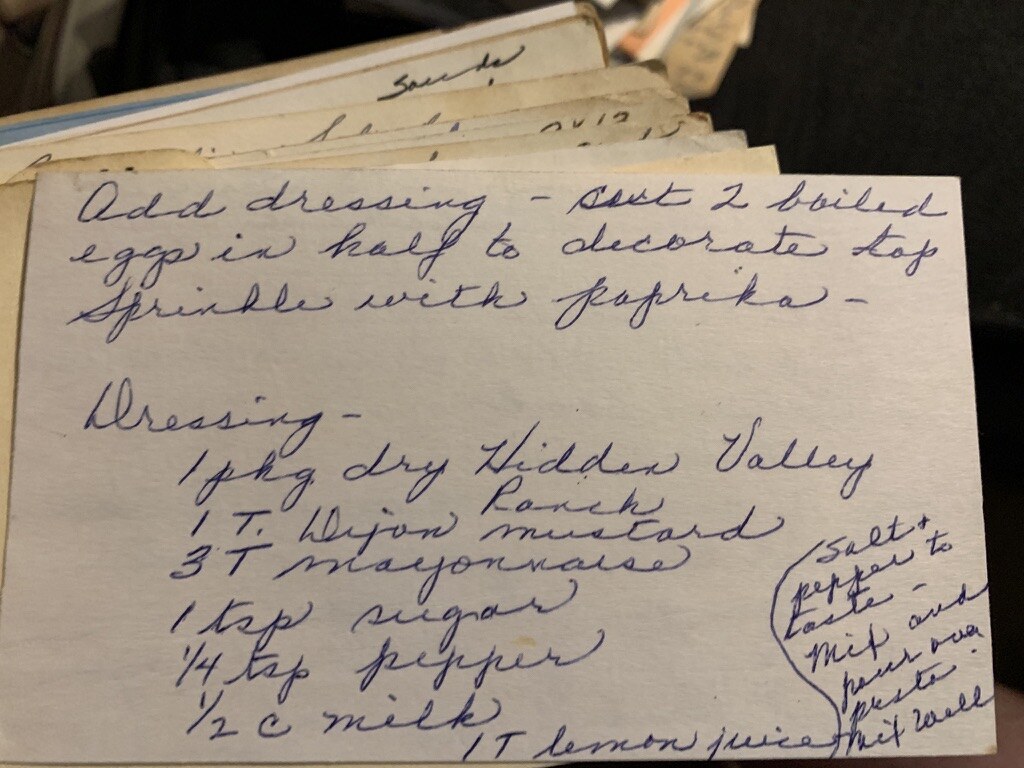 Add dressing - cut 2 boiled
eggs in half to decorate top
Sprinkle with paprika -
Dressing -
1 pkg dry Hidden Valley
Ranch
1 T. Dijon mustard
3 T mayonnaise
1 tsp sugar
1/4 tsp pepper
1/2 c milk
1 T lemon juice
Salt +
pepper to
taste -
Mix and
pour over
pasta.
Mix well